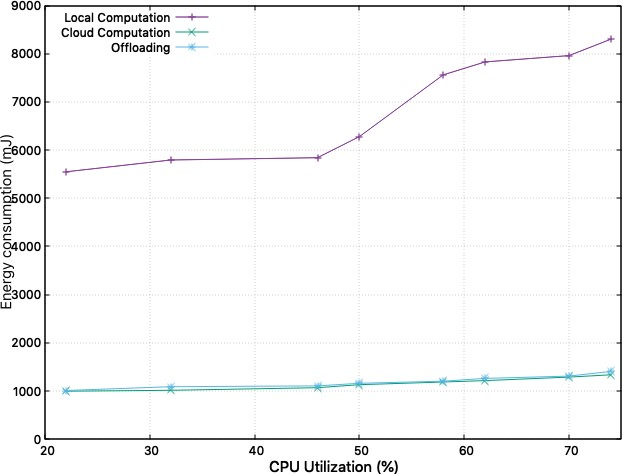 9000
8000
7000
6000
5000
4000
3000
2000
1000
0
Local Computation
Cloud Computation
Offloading
Energy consumption (mJ)
20 30 40 50 60 70
CPU Utilization (%)